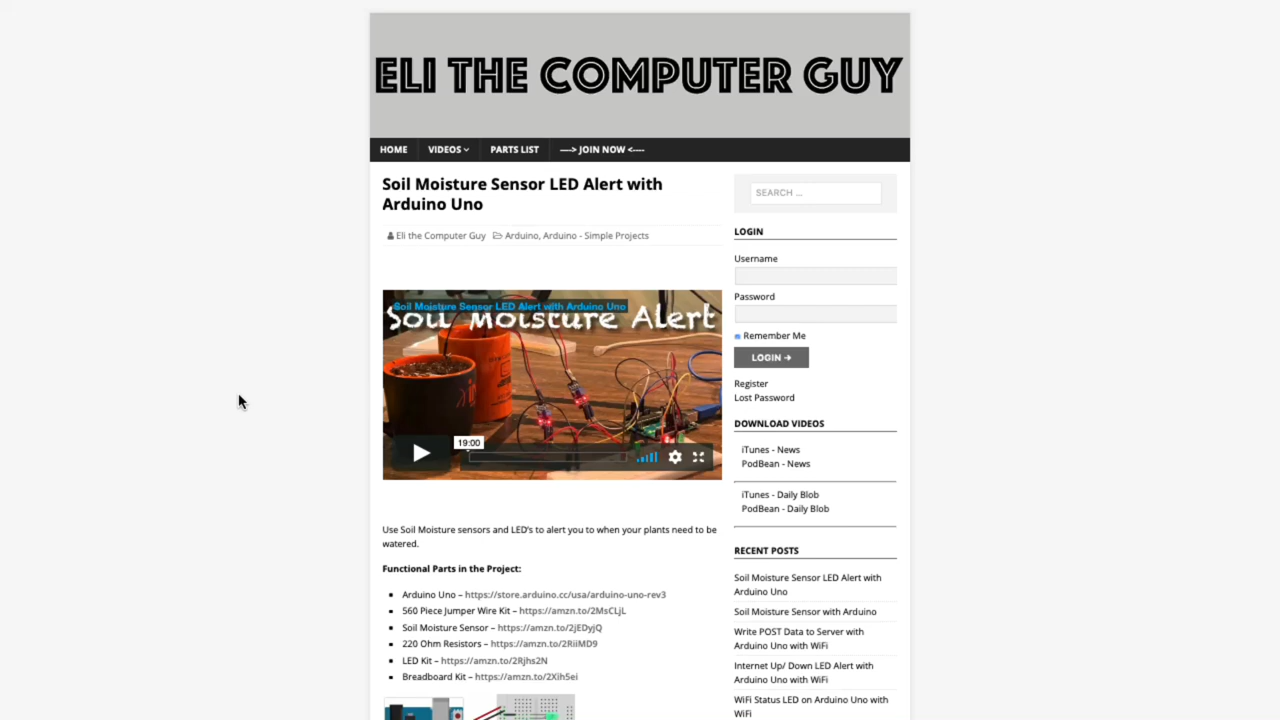 ELI THE COMPUTER GUY
HOME
VIDEOS
PARTS LIST
----> JOIN NOW <----
Soil Moisture Sensor LED Alert with
Arduino Uno
Eli the Computer Guy
Arduino, Arduino - Simple Projects
Soil Moisture Sensor LED Alert with Arduino Uno
Soil Moisture Alert
19:00
Use Soil Moisture sensors and LED's to alert you to when your plants need to be
watered.
Functional Parts in the Project:
Arduino Uno – https://store.arduino.cc/usa/arduino-uno-rev3
560 Piece Jumper Wire Kit – https://amzn.to/2MsCLjL
Soil Moisture Sensor – https://amzn.to/2jEDyjQ
220 Ohm Resistors – https://amzn.to/2RiiMD9
LED Kit – https://amzn.to/2Rjhs2N
Breadboard Kit – https://amzn.to/2Xih5ei
SEARCH ...
LOGIN
Username
Password
Remember Me
LOGIN →
Register
Lost Password
DOWNLOAD VIDEOS
iTunes - News
PodBean - News
iTunes - Daily Blob
PodBean - Daily Blob
RECENT POSTS
Soil Moisture Sensor LED Alert with
Arduino Uno
Soil Moisture Sensor with Arduino
Write POST Data to Server with
Arduino Uno with WiFi
Internet Up/ Down LED Alert with
Arduino Uno with WiFi
WiFi Status LED on Arduino Uno with
WiFi